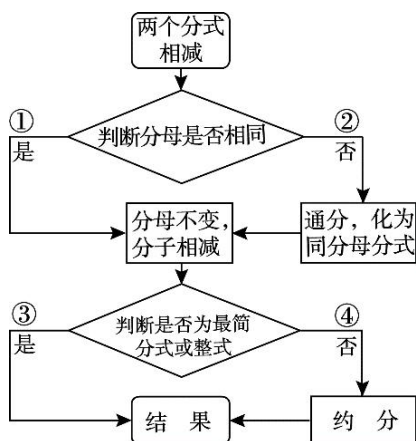 两个分式
相减
①
②
判断分母是否相同
是
否
分母不变，
分子相减
通分，化为
同分母分式
③
④
判断是否为最简
分式或整式
是
否
结 果
约 分